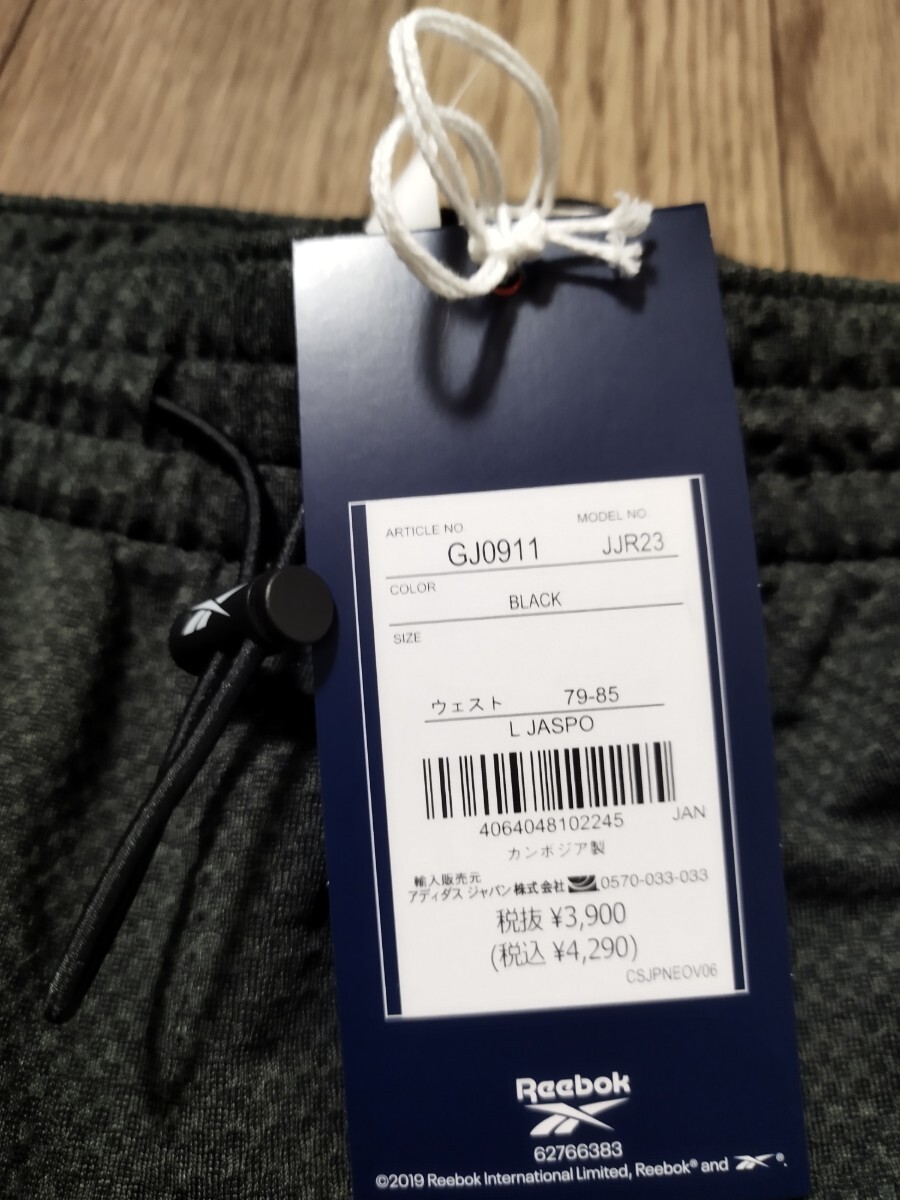 ARTICLE NO MODEL NO
GJ0911 JJR23
COLOR
BLACK
SIZE
ウェスト 79-85
L JASPO
4064048102245 JAN
カンボジア製
輸入販売元
アディダス ジャパン株式会社 0570-033-033
税抜 ¥3,900
(税込 ¥4,290)
CSJPNEOV06
Reebok
62766383
©2019 Reebok International Limited, Reebok® and ®.